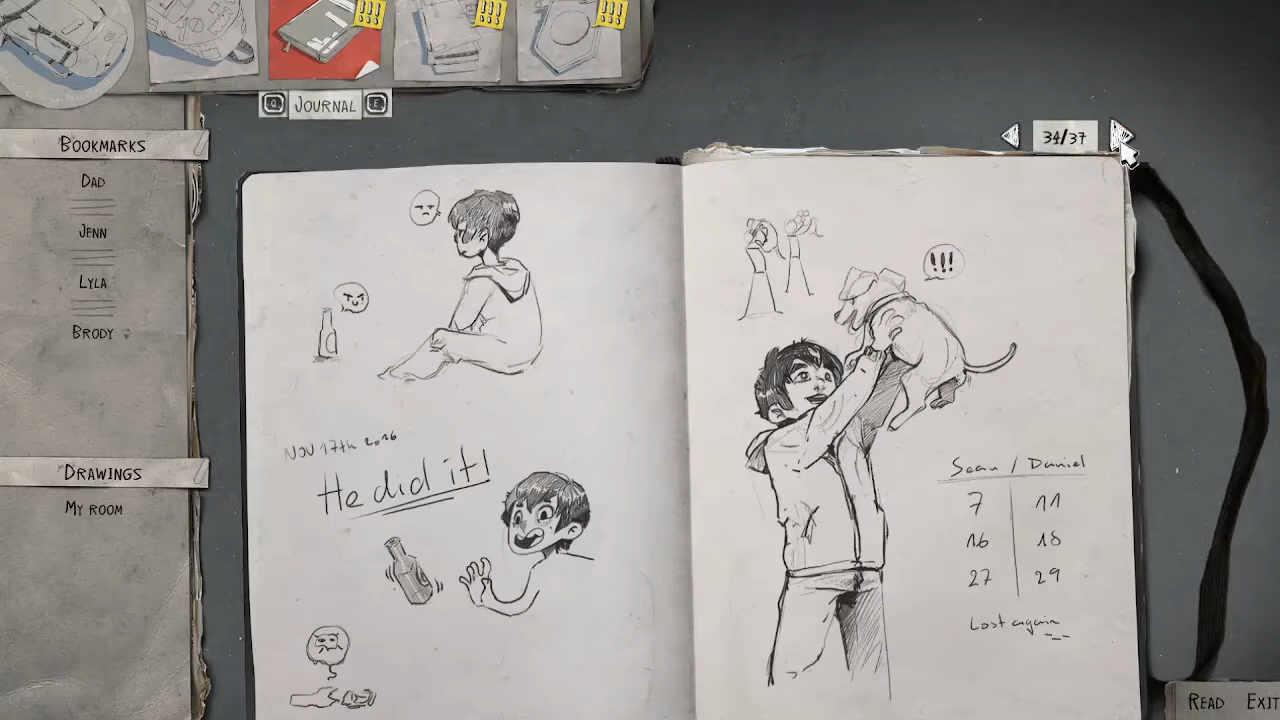 Q JOURNAL E
BOOKMARKS
DAD
JENN
LYLA
BRODY
DRAWINGS
MY ROOM
34/37
NOV 17th 2016
He did it!
!!!
Sean / Daniel
7 11
16 18
27 29
Lost again...
READ EXIT